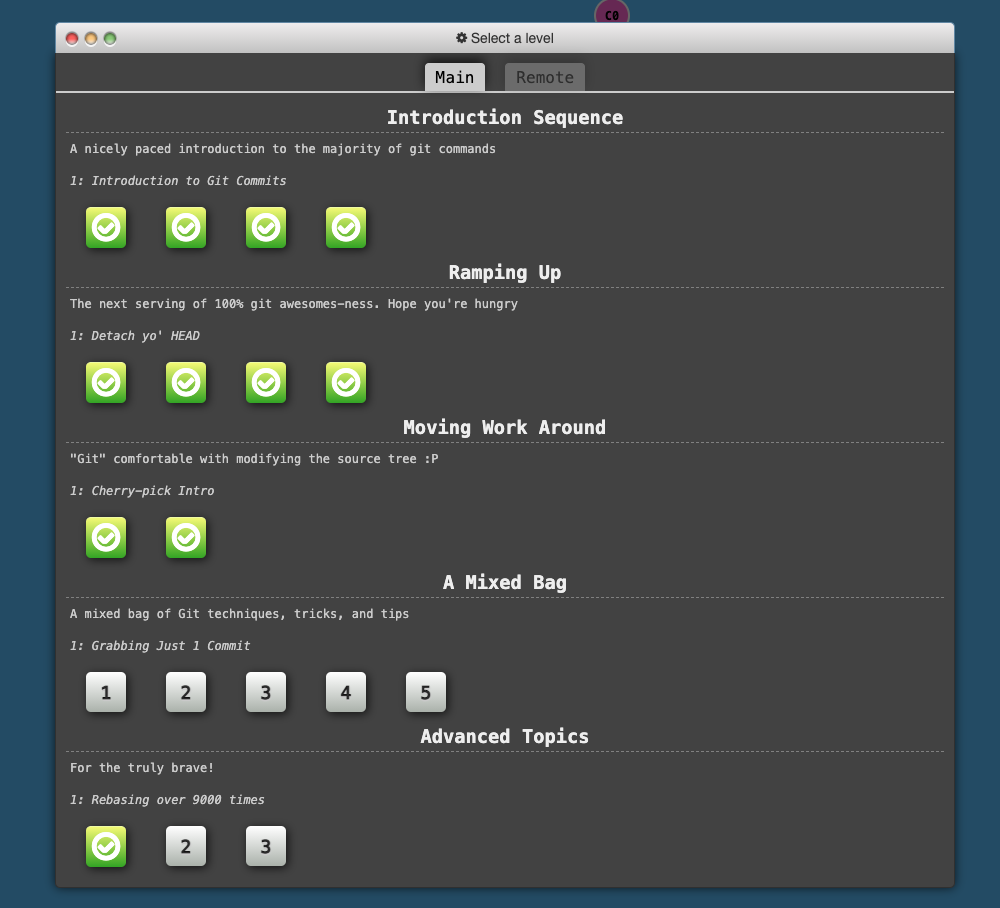 C0
Select a level
Main Remote
Introduction Sequence
A nicely paced introduction to the majority of git commands
1: Introduction to Git Commits
Ramping Up
The next serving of 100% git awesomes-ness. Hope you're hungry
1: Detach yo' HEAD
Moving Work Around
"Git" comfortable with modifying the source tree :P
1: Cherry-pick Intro
A Mixed Bag
A mixed bag of Git techniques, tricks, and tips
1: Grabbing Just 1 Commit
1 2 3 4 5
Advanced Topics
For the truly brave!
1: Rebasing over 9000 times
2 3